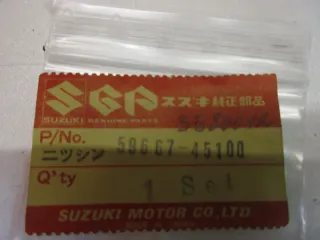 SGP スズキ純正部品
SUZUKI GENUINE PARTS
P/No. 58667-45100
ニツシン
Q'ty 1 Set
SUZUKI MOTOR CO., LTD.